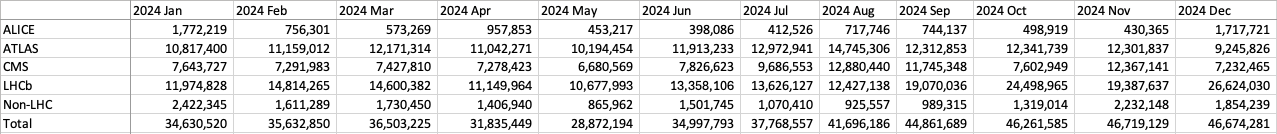 2024 Jan 2024 Feb 2024 Mar 2024 Apr 2024 May 2024 Jun 2024 Jul 2024 Aug 2024 Sep 2024 Oct 2024 Nov 2024 Dec
ALICE 1,772,219 756,301 573,269 957,853 453,217 398,086 412,526 717,746 744,137 498,919 430,365 1,717,721
ATLAS 10,817,400 11,159,012 12,171,314 11,042,271 10,194,454 11,913,233 12,972,941 14,745,306 12,312,853 12,341,739 12,301,837 9,245,826
CMS 7,643,727 7,291,983 7,427,810 7,278,423 6,680,569 7,826,623 9,686,553 12,880,440 11,745,348 7,602,949 12,367,141 7,232,465
LHCb 11,974,828 14,814,265 14,600,382 11,149,964 10,677,993 13,358,106 13,626,127 12,427,138 19,070,036 24,498,965 19,387,637 26,624,030
Non-LHC 2,422,345 1,611,289 1,730,450 1,406,940 865,962 1,501,745 1,070,410 925,557 989,315 1,319,014 2,232,148 1,854,239
Total 34,630,520 35,632,850 36,503,225 31,835,449 28,872,194 34,997,793 37,768,557 41,696,186 44,861,689 46,261,585 46,719,129 46,674,281